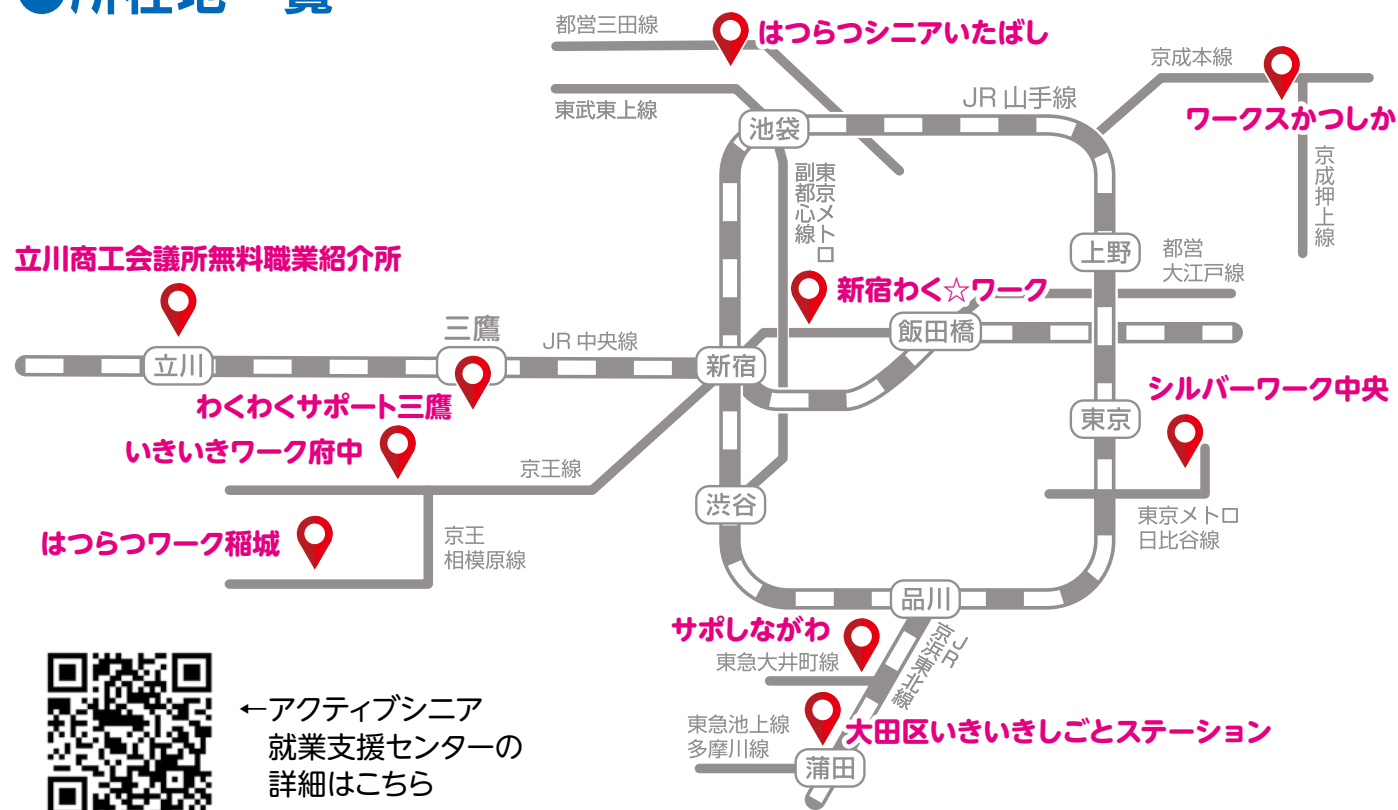 ●所在地一覧
都営三田線
はつらつシニアいたばし
京成本線
東武東上線
JR 山手線
ワークスかつしか
池袋
京成押上線
東京メトロ
副都心線
立川商工会議所無料職業紹介所
上野
都営
大江戸線
新宿わく☆ワーク
三鷹
JR 中央線
飯田橋
立川
新宿
シルバーワーク中央
わくわくサポート三鷹
東京
いきいきワーク府中
京王線
渋谷
東京メトロ
日比谷線
はつらつワーク稲城
京王
相模原線
品川
サポしながわ
JR
京浜東北線
東急大井町線
←アクティブシニア
就業支援センターの
詳細はこちら
東急池上線
多摩川線
大田区いきいきしごとステーション
蒲田